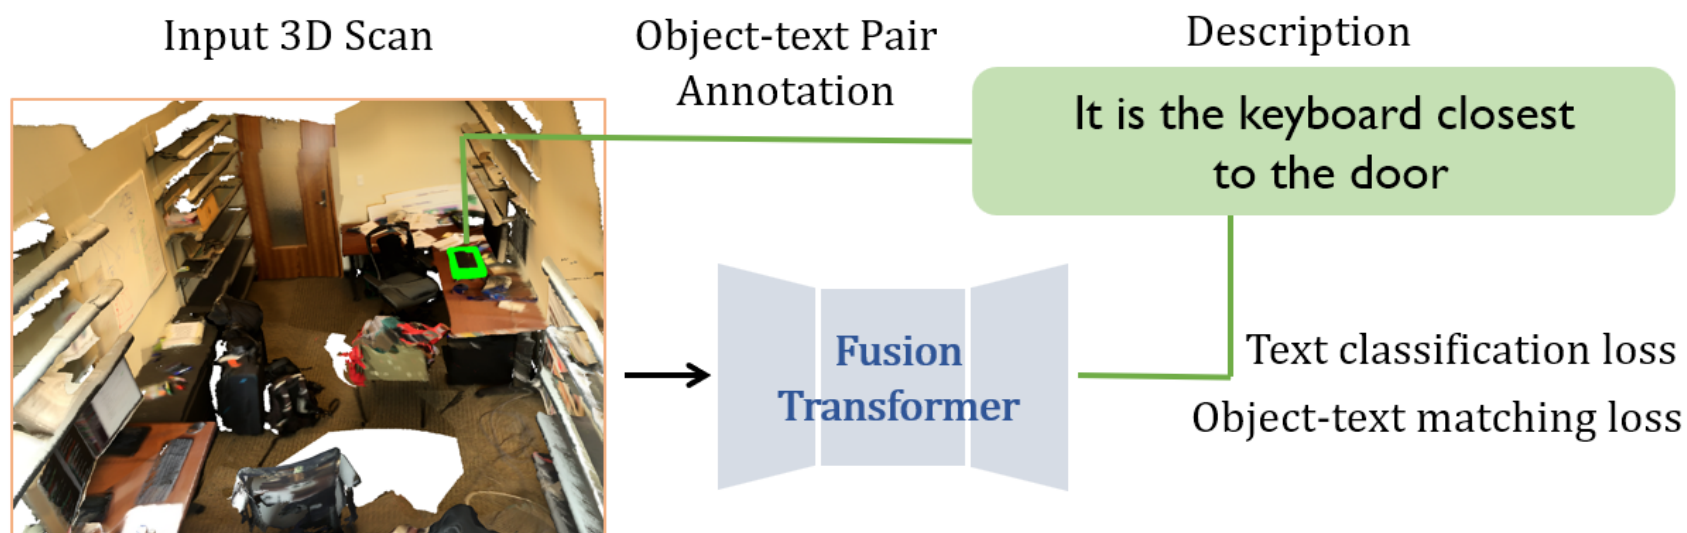 Input 3D Scan
Object-text Pair
Annotation
Description
It is the keyboard closest
to the door
Fusion
Transformer
Text classification loss
Object-text matching loss